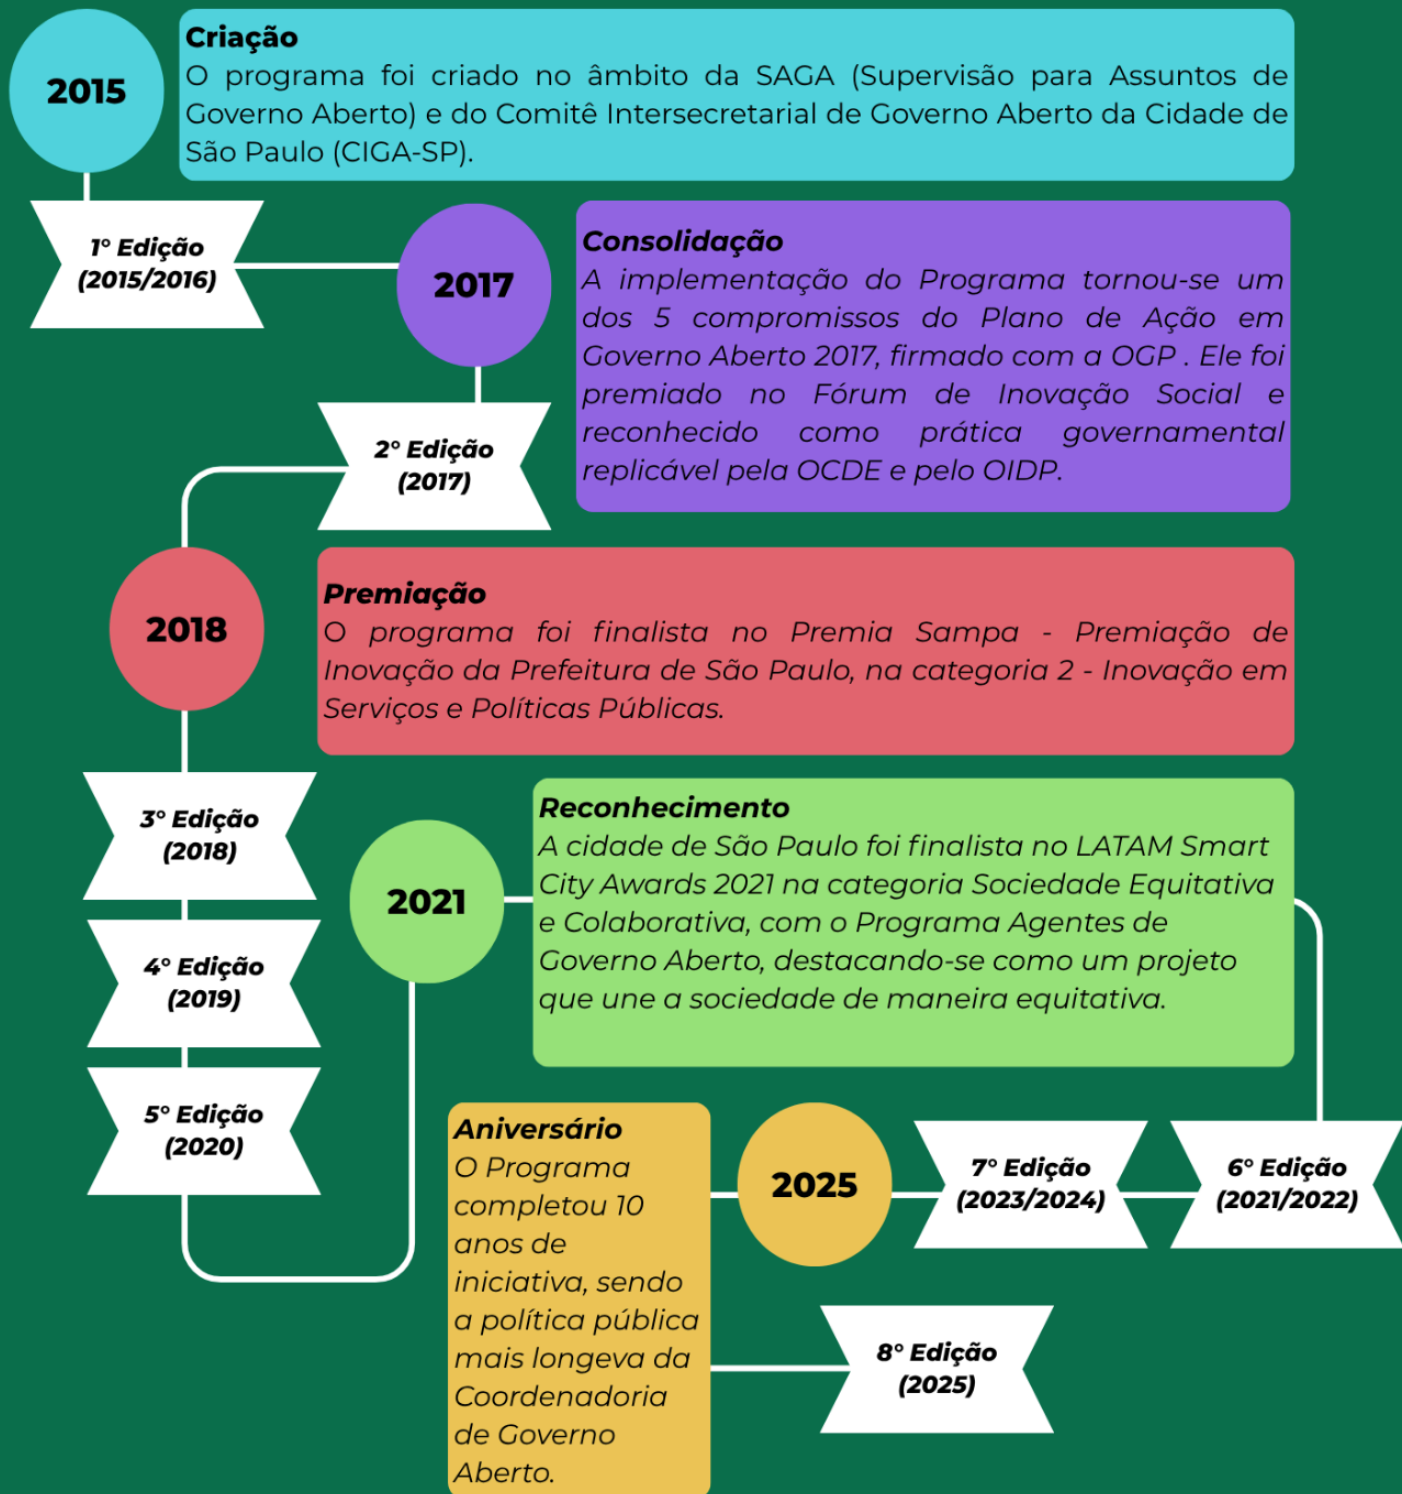 2015
Criação
O programa foi criado no âmbito da SAGA (Supervisão para Assuntos de
Governo Aberto) e do Comitê Intersecretarial de Governo Aberto da Cidade de
São Paulo (CIGA-SP).
1° Edição
(2015/2016)
2017
Consolidação
A implementação do Programa tornou-se um
dos 5 compromissos do Plano de Ação em
Governo Aberto 2017, firmado com a OGP . Ele foi
premiado no Fórum de Inovação Social e
reconhecido como prática governamental
replicável pela OCDE e pelo OIDP.
2° Edição
(2017)
2018
Premiação
O programa foi finalista no Premia Sampa - Premiação de
Inovação da Prefeitura de São Paulo, na categoria 2 - Inovação em
Serviços e Políticas Públicas.
3° Edição
(2018)
4° Edição
(2019)
5° Edição
(2020)
2021
Reconhecimento
A cidade de São Paulo foi finalista no LATAM Smart
City Awards 2021 na categoria Sociedade Equitativa
e Colaborativa, com o Programa Agentes de
Governo Aberto, destacando-se como um projeto
que une a sociedade de maneira equitativa.
6° Edição
(2021/2022)
7° Edição
(2023/2024)
2025
Aniversário
O Programa
completou 10
anos de
iniciativa, sendo
a política pública
mais longeva da
Coordenadoria
de Governo
Aberto.
8° Edição
(2025)